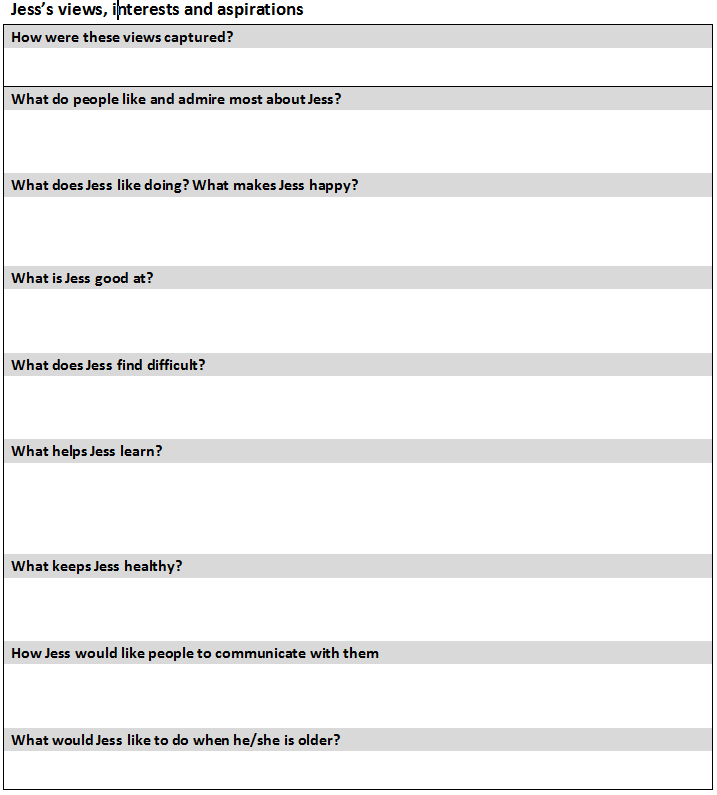 Jess’s views, interests and aspirations
How were these views captured?
What do people like and admire most about Jess?
What does Jess like doing? What makes Jess happy?
What is Jess good at?
What does Jess find difficult?
What helps Jess learn?
What keeps Jess healthy?
How Jess would like people to communicate with them
What would Jess like to do when he/she is older?